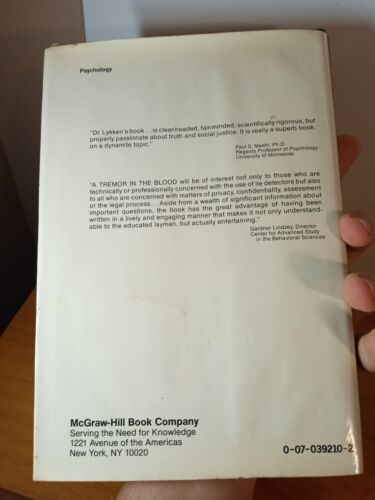 Psychology
"Dr. Lykken's book . . . is clear-headed, fair-minded, scientifically rigorous, but
properly passionate about truth and social justice. It is really a superb book,
on a dynamite topic."
Paul S. Meehl, Ph.D.
Regents Professor of Psychology
University of Minnesota
"A TREMOR IN THE BLOOD will be of interest not only to those who are
technically or professionally concerned with the use of lie detectors but also
to all who are concerned with matters of privacy, confidentiality, assessment
or the legal process. . . . Aside from a wealth of significant information about
important questions, the book has the great advantage of having been
written in a lively and engaging manner that makes it not only understand-
able to the educated layman, but actually entertaining."
Gardner Lindzey, Director
Center for Advanced Study
in the Behavioral Sciences
McGraw-Hill Book Company
Serving the Need for Knowledge
1221 Avenue of the Americas
New York, NY 10020
0-07-039210-2